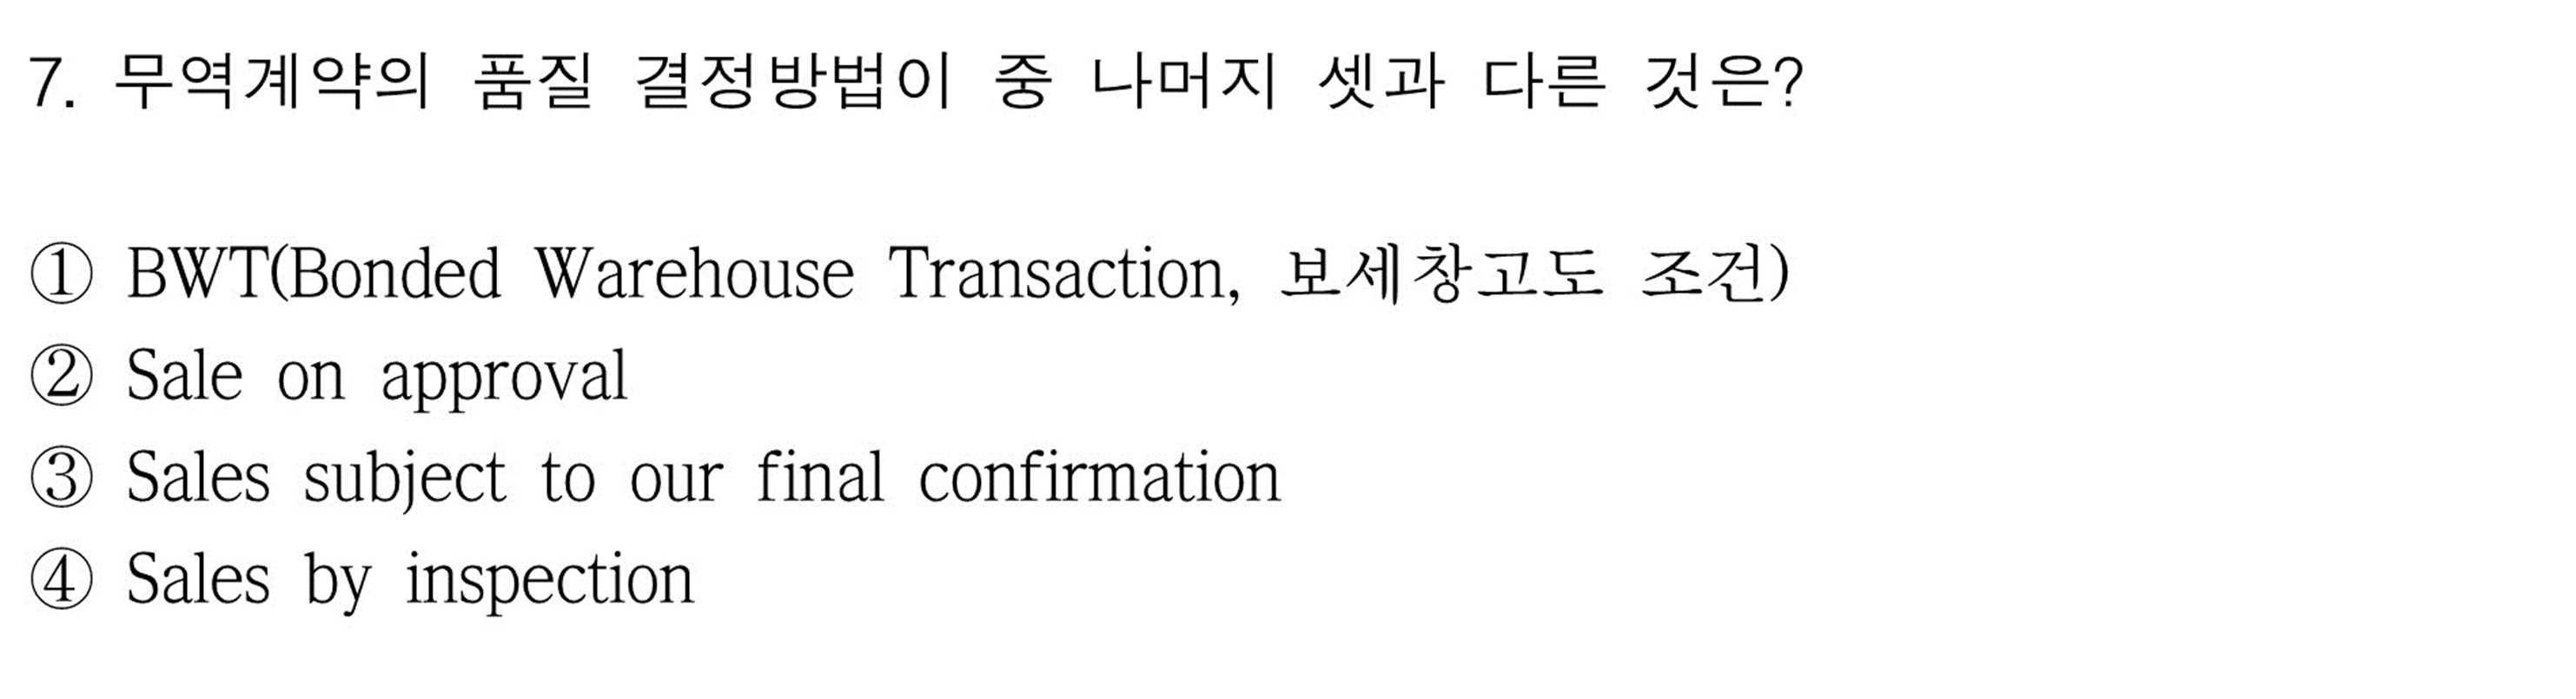 7. 무역계약의 품질 결정방법이 중 나머지 셋과 다른 것은?
① BWT(Bonded Warehouse Transaction, 보세창고도 조건)
② Sale on approval
③ Sales subject to our final confirmation
④ Sales by inspection